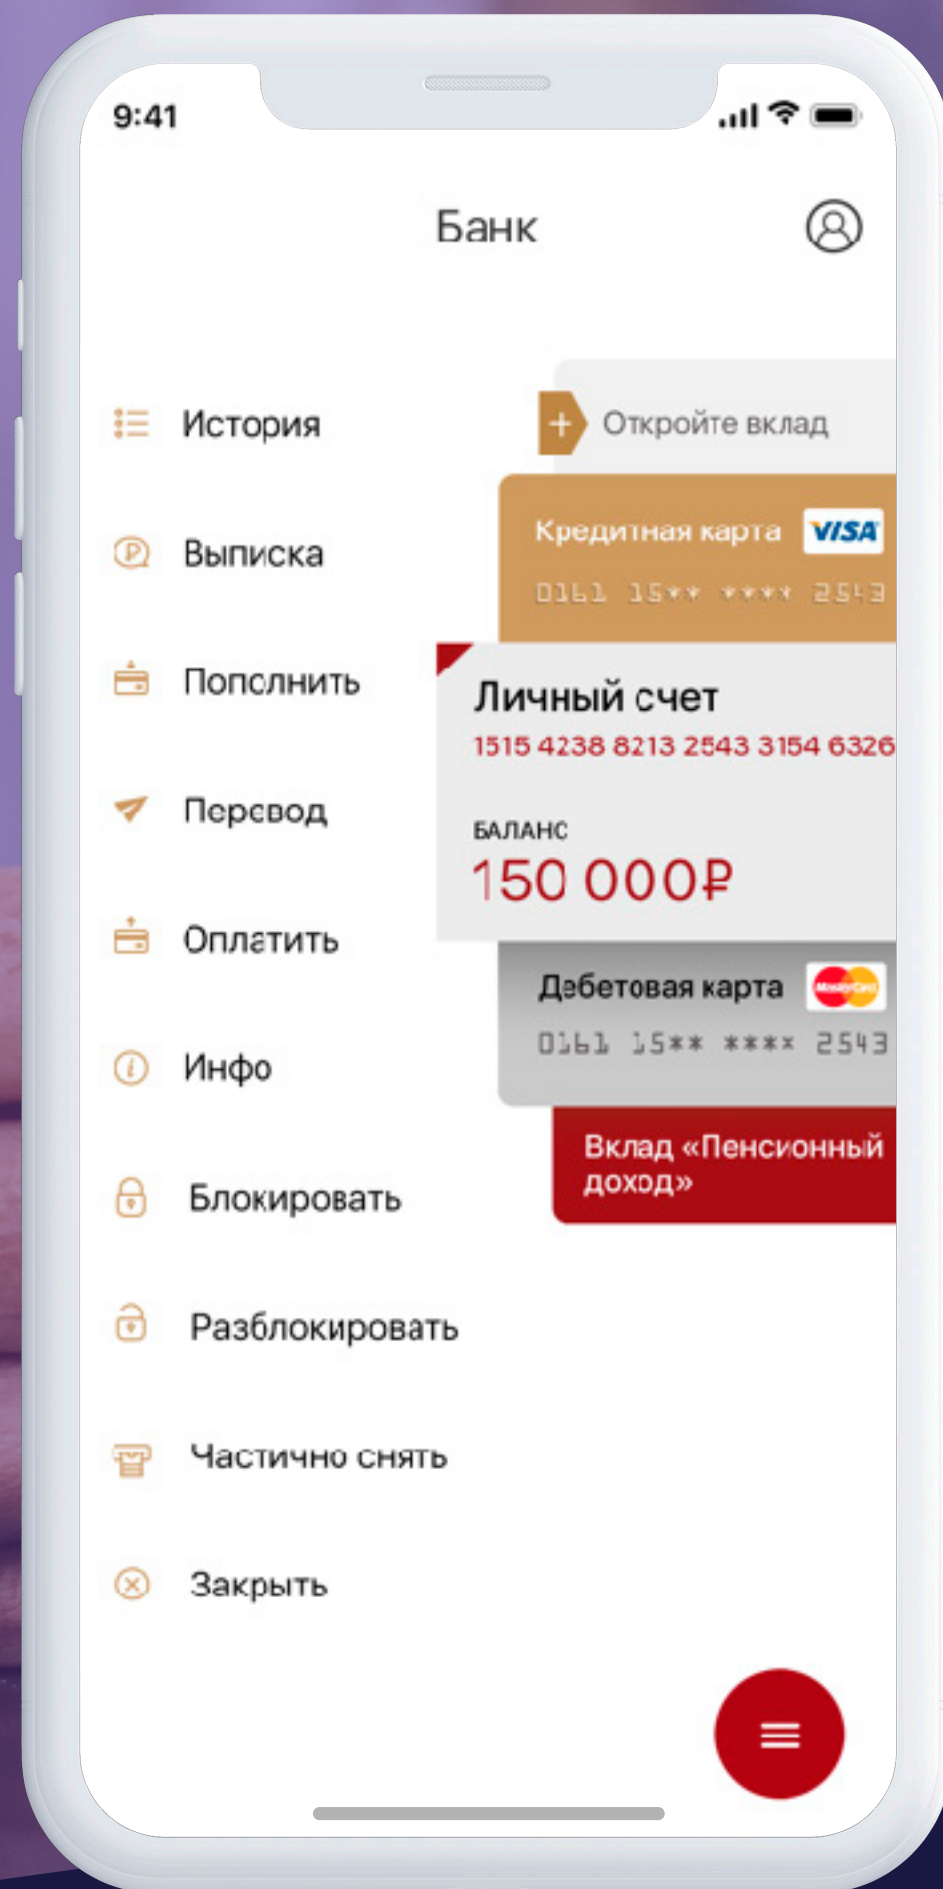 9:41
Банк
История
Выписка
Пополнить
Перевод
Оплатить
Инфо
Блокировать
Разблокировать
Частично снять
Закрыть
Откройте вклад
Кредитная карта VISA
0161 15** **** 2543
Личный счет
1515 4238 8213 2543 3154 6326
БАЛАНС
150 000₽
Дебетовая карта MasterCard
0161 15** **** 2543
Вклад «Пенсионный
доход»